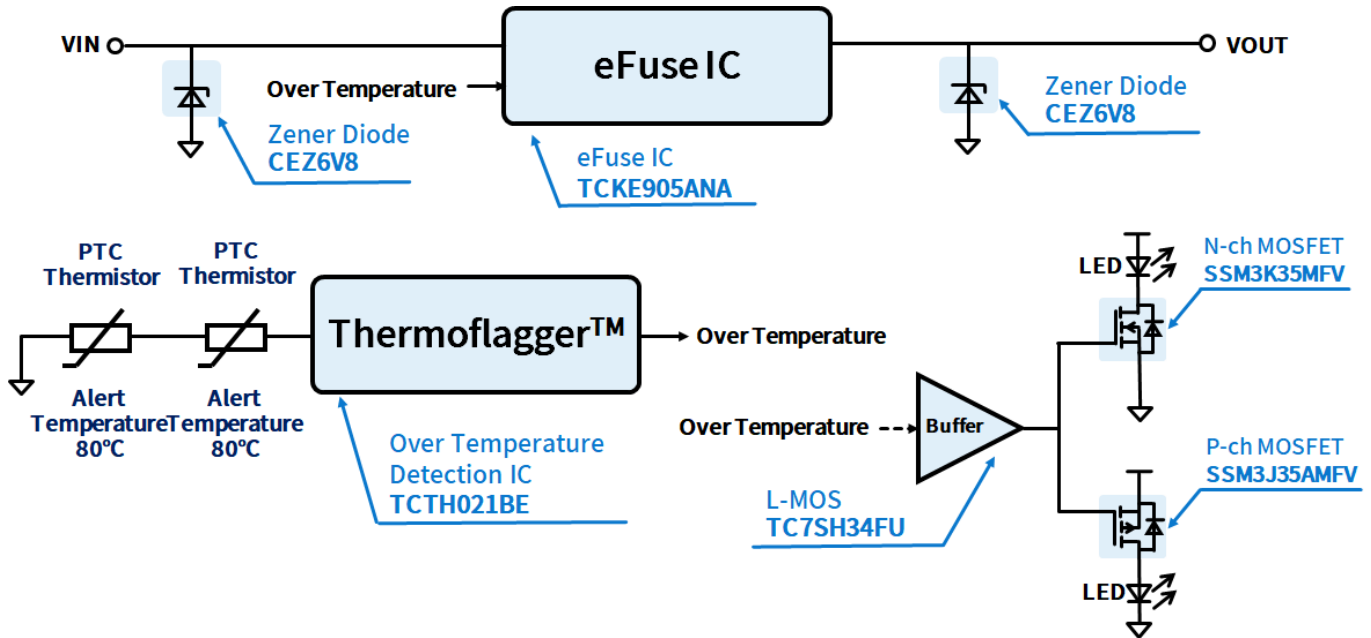 VIN
eFuse IC
VOUT
Over Temperature
Zener Diode
CEZ6V8
Zener Diode
CEZ6V8
eFuse IC
TCKE905ANA
PTC
Thermistor
PTC
Thermistor
Thermoflagger™
Over Temperature
Alert
Temperature
80℃
Alert
Temperature
80℃
Over Temperature
Detection IC
TCTH021BE
Over Temperature
Buffer
L-MOS
TC7SH34FU
LED
N-ch MOSFET
SSM3K35MFV
P-ch MOSFET
SSM3J35AMFV
LED